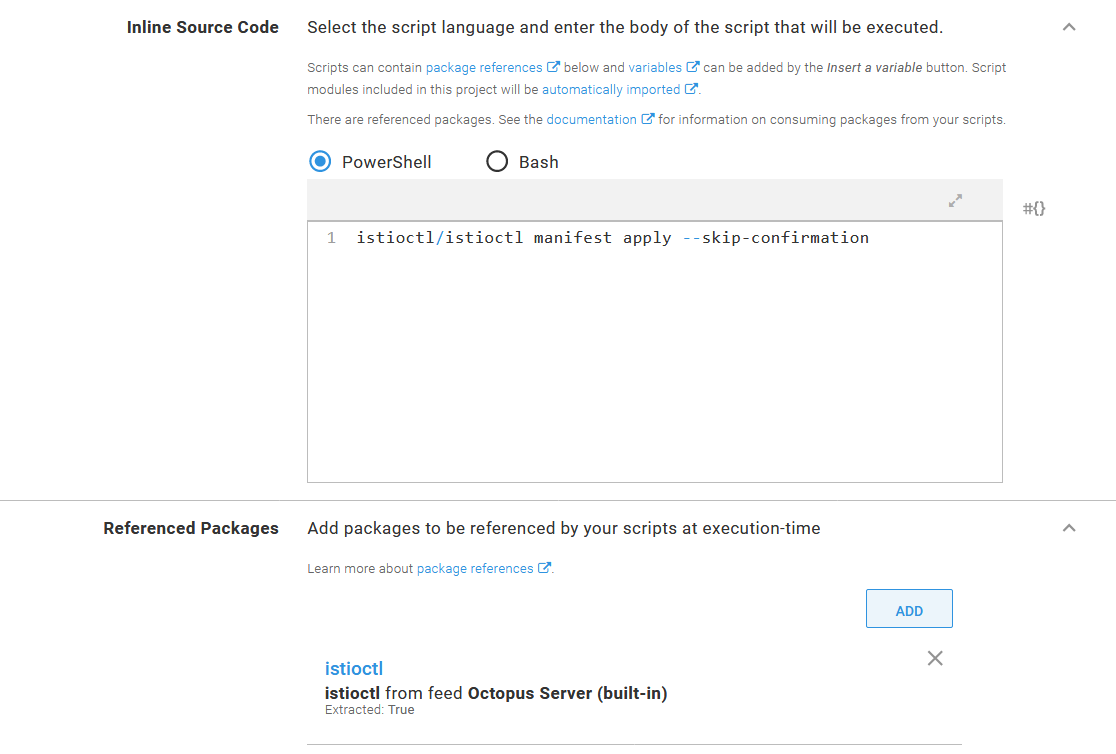 Inline Source Code
Select the script language and enter the body of the script that will be executed.
Scripts can contain package references below and variables can be added by the Insert a variable button. Script
modules included in this project will be automatically imported .
There are referenced packages. See the documentation for information on consuming packages from your scripts.
PowerShell
Bash
#{}
1 istioctl/istioctl manifest apply --skip-confirmation
Referenced Packages
Add packages to be referenced by your scripts at execution-time
Learn more about package references .
ADD
istioctl
istioctl from feed Octopus Server (built-in)
Extracted: True